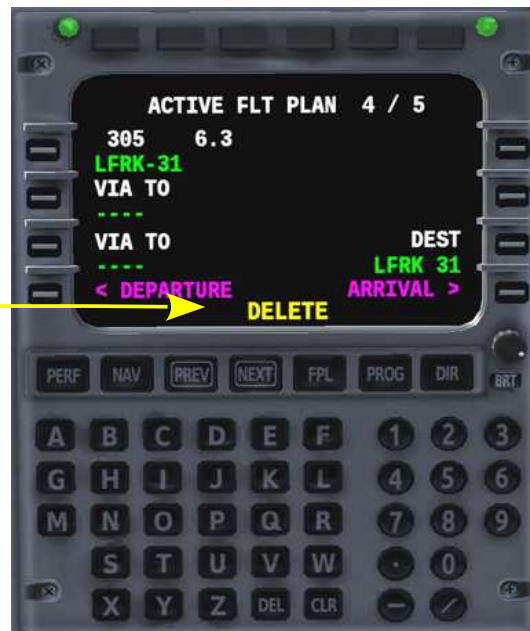 ACTIVE FLT PLAN 4 / 5
305 6.3
LFRK-31
VIA TO
----
VIA TO DEST
---- LFRK 31
< DEPARTURE ARRIVAL >
DELETE
PERF NAV PREV NEXT FPL PROG DIR BRT
A B C D E F 1 2 3
G H I J K L 4 5 6
M N O P Q R 7 8 9
S T U V W · 0
X Y Z DEL CLR − /